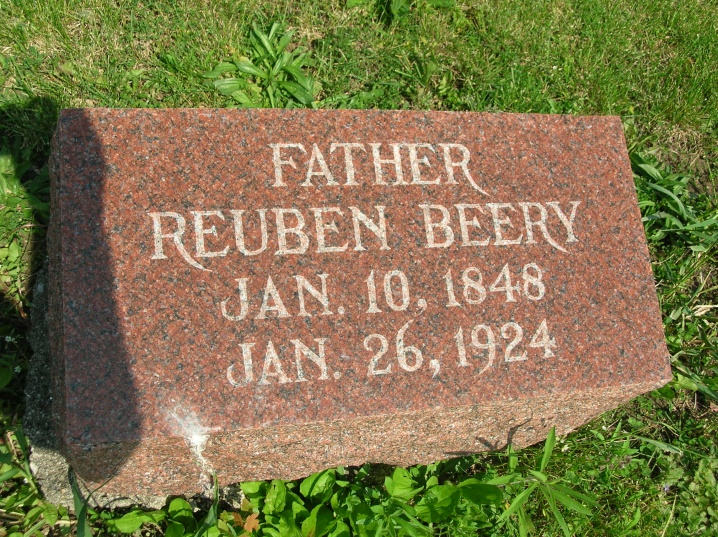 FATHER
REUBEN BEERY
JAN. 10, 1848
JAN. 26, 1924